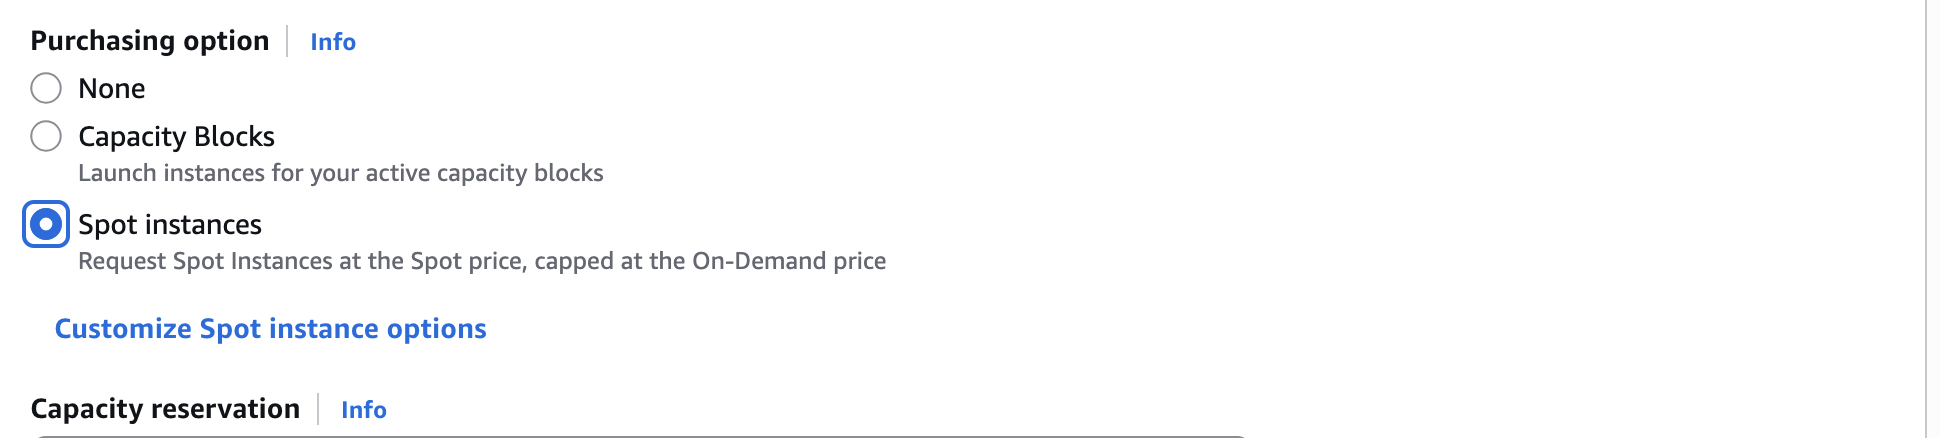 Purchasing option Info
None
Capacity Blocks
Launch instances for your active capacity blocks
Spot instances
Request Spot Instances at the Spot price, capped at the On-Demand price
Customize Spot instance options
Capacity reservation Info